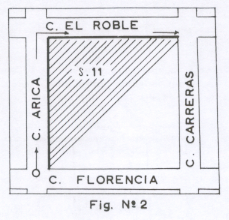 C. EL ROBLE
S.11
C. ARICA
C. CARRERAS
C. FLORENCIA
Fig. Nº 2